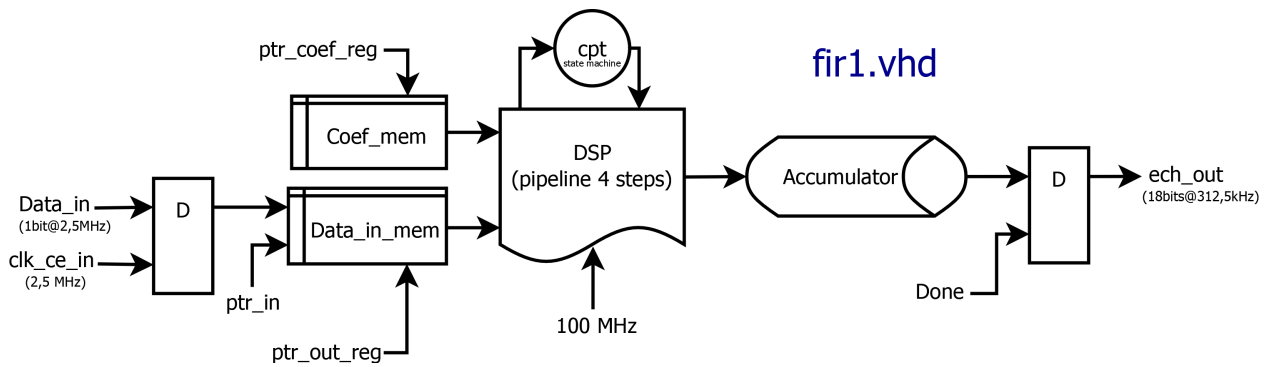 fir1.vhd
ptr_coef_reg
cpt
state machine
Coef_mem
DSP
(pipeline 4 steps)
Accumulator
D
ech_out
(18bits@312,5kHz)
Data_in
(1bit@2,5MHz)
D
Data_in_mem
clk_ce_in
(2,5 MHz)
ptr_in
Done
100 MHz
ptr_out_reg